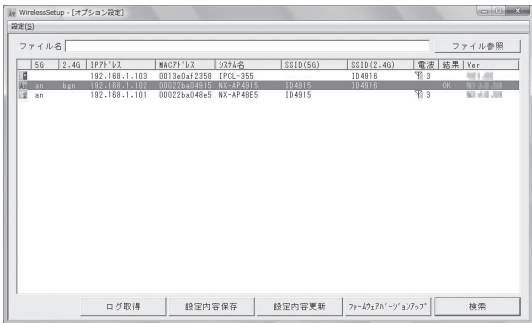 WirelessSetup - [オプション設定]
設定(S)
ファイル名 ファイル参照
5G 2.4G IPｱﾄﾞﾚｽ MACｱﾄﾞﾚｽ ｼｽﾃﾑ名 SSID(5G) SSID(2.4G) 電波 結果 Ver
192.168.1.103 0013e0af2358 IPCL-355 ID4916 3
an bgn 192.168.1.102 00022ba04915 NX-AP4915 ID4915 ID4916 OK
an 192.168.1.101 00022ba048e5 NX-AP48E5 ID4915 3
ログ取得 設定内容保存 設定内容更新 ﾌｧｰﾑｳｪｱﾊﾞｰｼﾞｮﾝｱｯﾌﾟ 検索